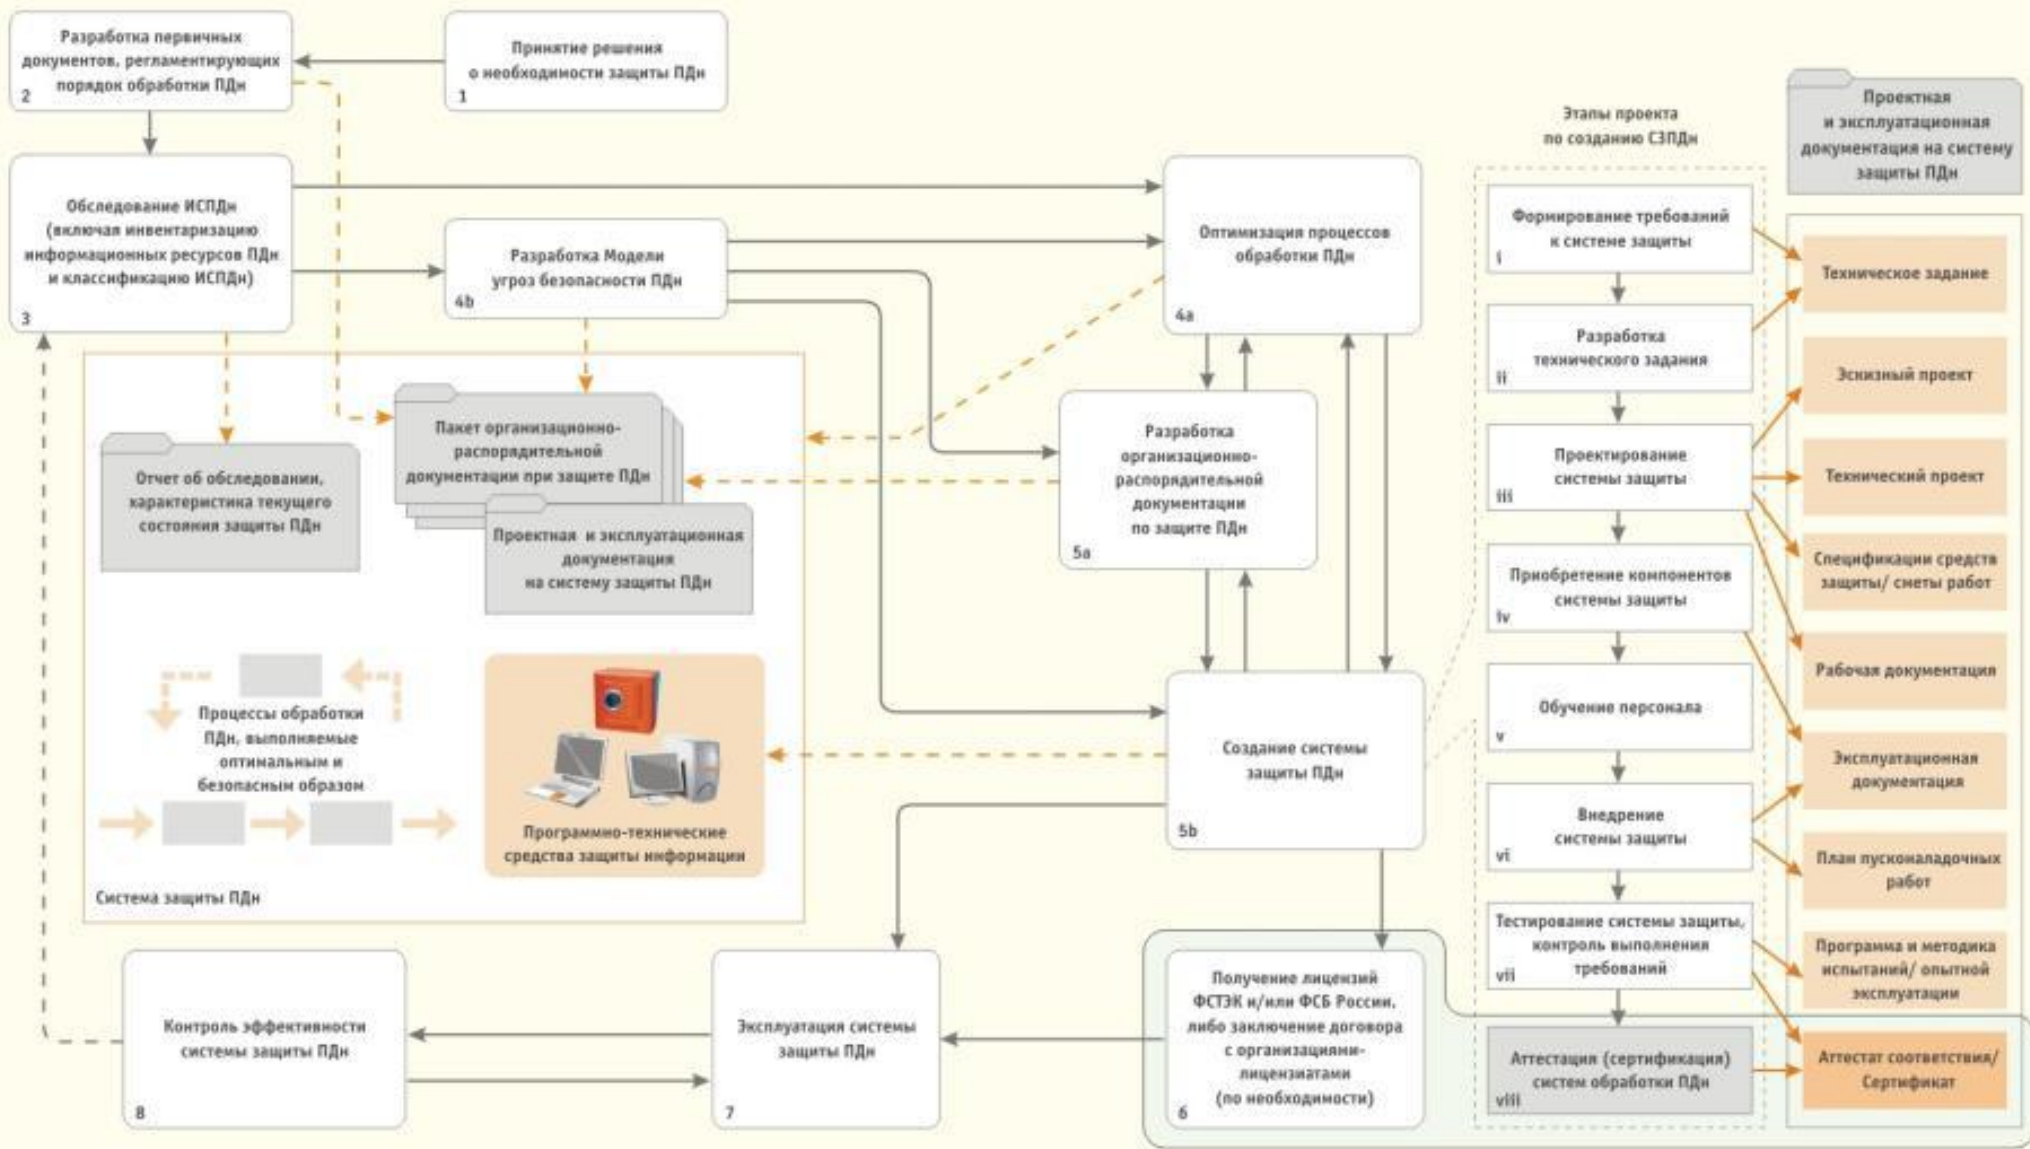 Разработка первичных
документов, регламентирующих
порядок обработки ПДн
2
Принятие решения
о необходимости защиты ПДн
1
Обследование ИСПДн
(включая инвентаризацию
информационных ресурсов ПДн
и классификацию ИСПДн)
3
Разработка Модели
угроз безопасности ПДн
4b
Оптимизация процессов
обработки ПДн
4a
Отчет об обследовании,
характеристика текущего
состояния защиты ПДн
Пакет организационно-
распорядительной
документации при защите ПДн
Проектная и эксплуатационная
документация
на систему защиты ПДн
Разработка
организационно-
распорядительной
документации
по защите ПДн
5a
Процессы обработки
ПДн, выполняемые
оптимальным и
безопасным образом
Программно-технические
средства защиты информации
Система защиты ПДн
Создание системы
защиты ПДн
5b
Контроль эффективности
системы защиты ПДн
8
Эксплуатация системы
защиты ПДн
7
Получение лицензий
ФСТЭК и/или ФСБ России,
либо заключение договора
с организациями-
лицензиатами
(по необходимости)
6
Этапы проекта
по созданию СЗПДн
Формирование требований
к системе защиты
i
Разработка
технического задания
ii
Проектирование
системы защиты
iii
Приобретение компонентов
системы защиты
iv
Обучение персонала
v
Внедрение
системы защиты
vi
Тестирование системы защиты,
контроль выполнения
требований
vii
Аттестация (сертификация)
систем обработки ПДн
viii
Проектная
и эксплуатационная
документация на систему
защиты ПДн
Техническое задание
Эскизный проект
Технический проект
Спецификации средств
защиты/ сметы работ
Рабочая документация
Эксплуатационная
документация
План пусконаладочных
работ
Программа и методика
испытаний/ опытной
эксплуатации
Аттестат соответствия/
Сертификат